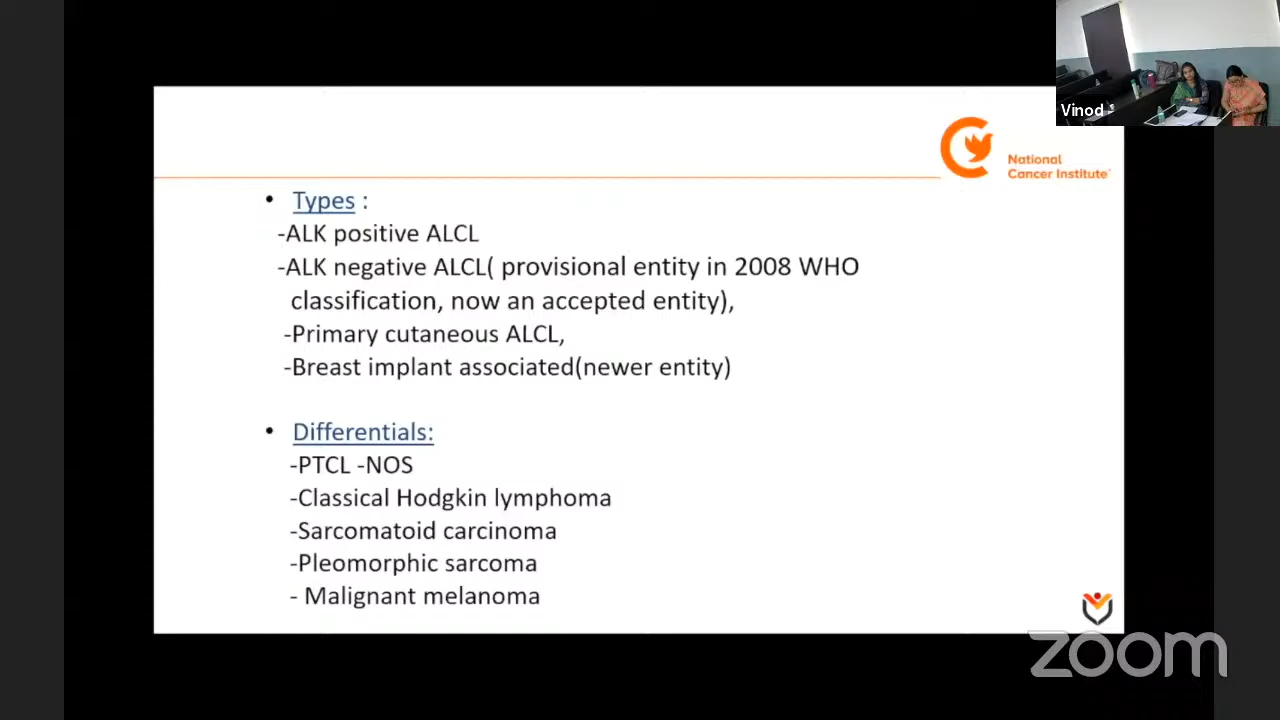 Vinod
National
Cancer Institute
• Types :
-ALK positive ALCL
-ALK negative ALCL( provisional entity in 2008 WHO
classification, now an accepted entity),
-Primary cutaneous ALCL,
-Breast implant associated(newer entity)
• Differentials:
-PTCL -NOS
-Classical Hodgkin lymphoma
-Sarcomatoid carcinoma
-Pleomorphic sarcoma
- Malignant melanoma
zoom